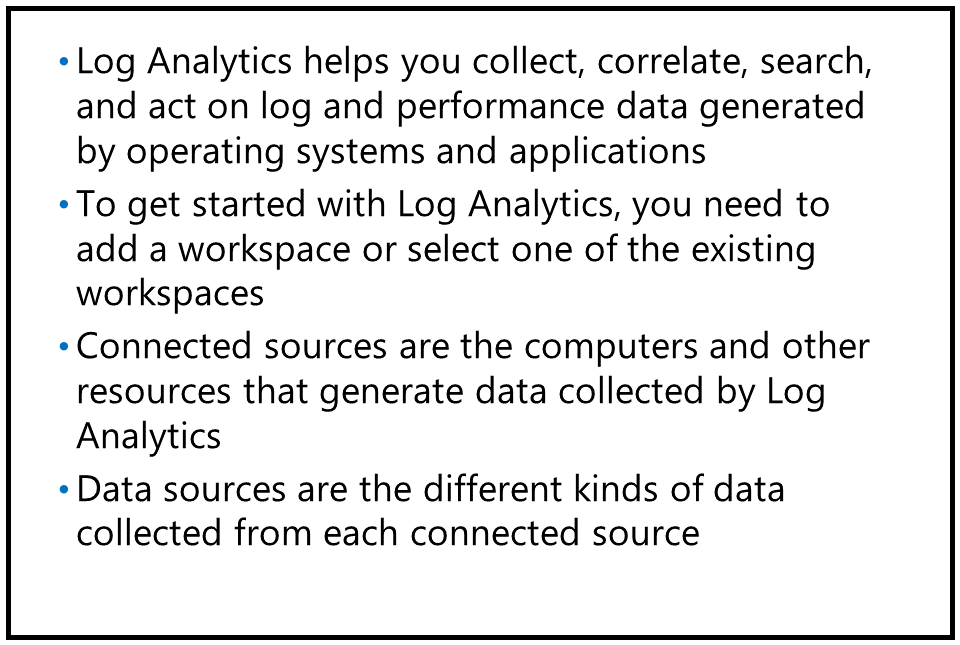 • Log Analytics helps you collect, correlate, search,
and act on log and performance data generated
by operating systems and applications
• To get started with Log Analytics, you need to
add a workspace or select one of the existing
workspaces
• Connected sources are the computers and other
resources that generate data collected by Log
Analytics
• Data sources are the different kinds of data
collected from each connected source